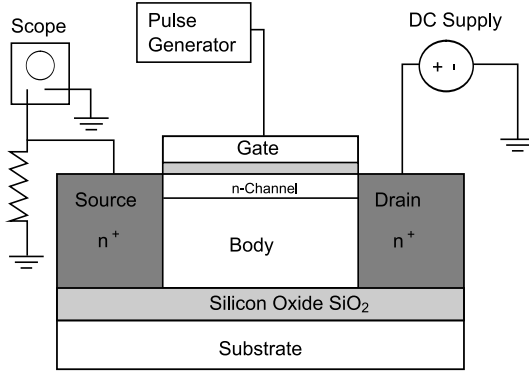 Scope
Pulse
Generator
DC Supply
+ -
Gate
n-Channel
Source
n+
Drain
n+
Body
Silicon Oxide SiO2
Substrate